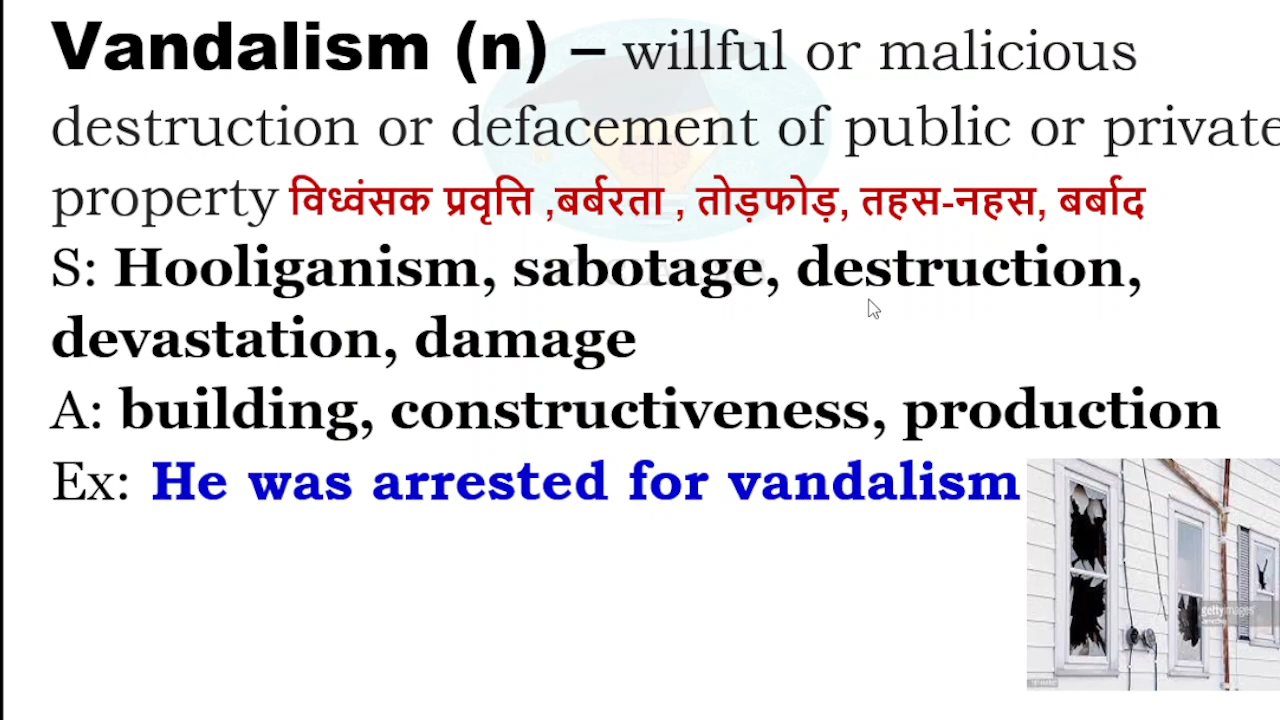 Vandalism (n) – willful or malicious
destruction or defacement of public or private
property विध्वंसक प्रवृत्ति ,बर्बरता , तोड़फोड़, तहस-नहस, बर्बाद
S: Hooliganism, sabotage, destruction,
devastation, damage
A: building, constructiveness, production
Ex: He was arrested for vandalism
gettyimages